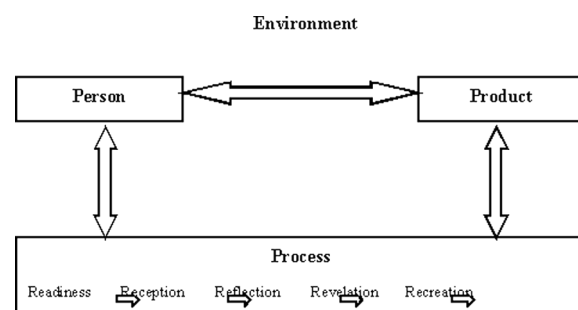 Environment
Person Product
Process
Readiness Reception Reflection Revelation Recreation